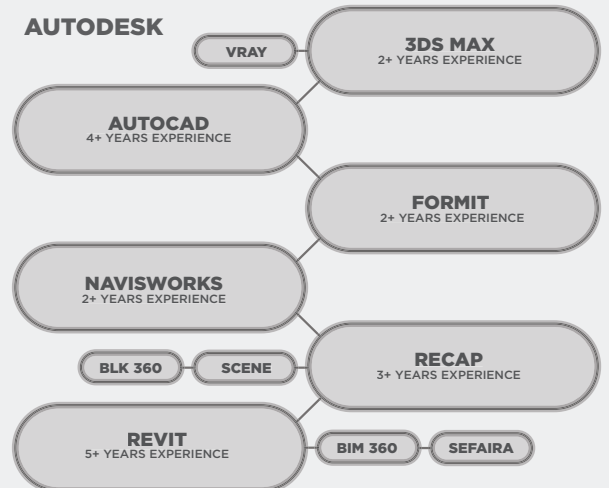 AUTODESK
VRAY
3DS MAX
2+ YEARS EXPERIENCE
AUTOCAD
4+ YEARS EXPERIENCE
FORMIT
2+ YEARS EXPERIENCE
NAVISWORKS
2+ YEARS EXPERIENCE
RECAP
3+ YEARS EXPERIENCE
BLK 360
SCENE
REVIT
5+ YEARS EXPERIENCE
BIM 360
SEFAIRA